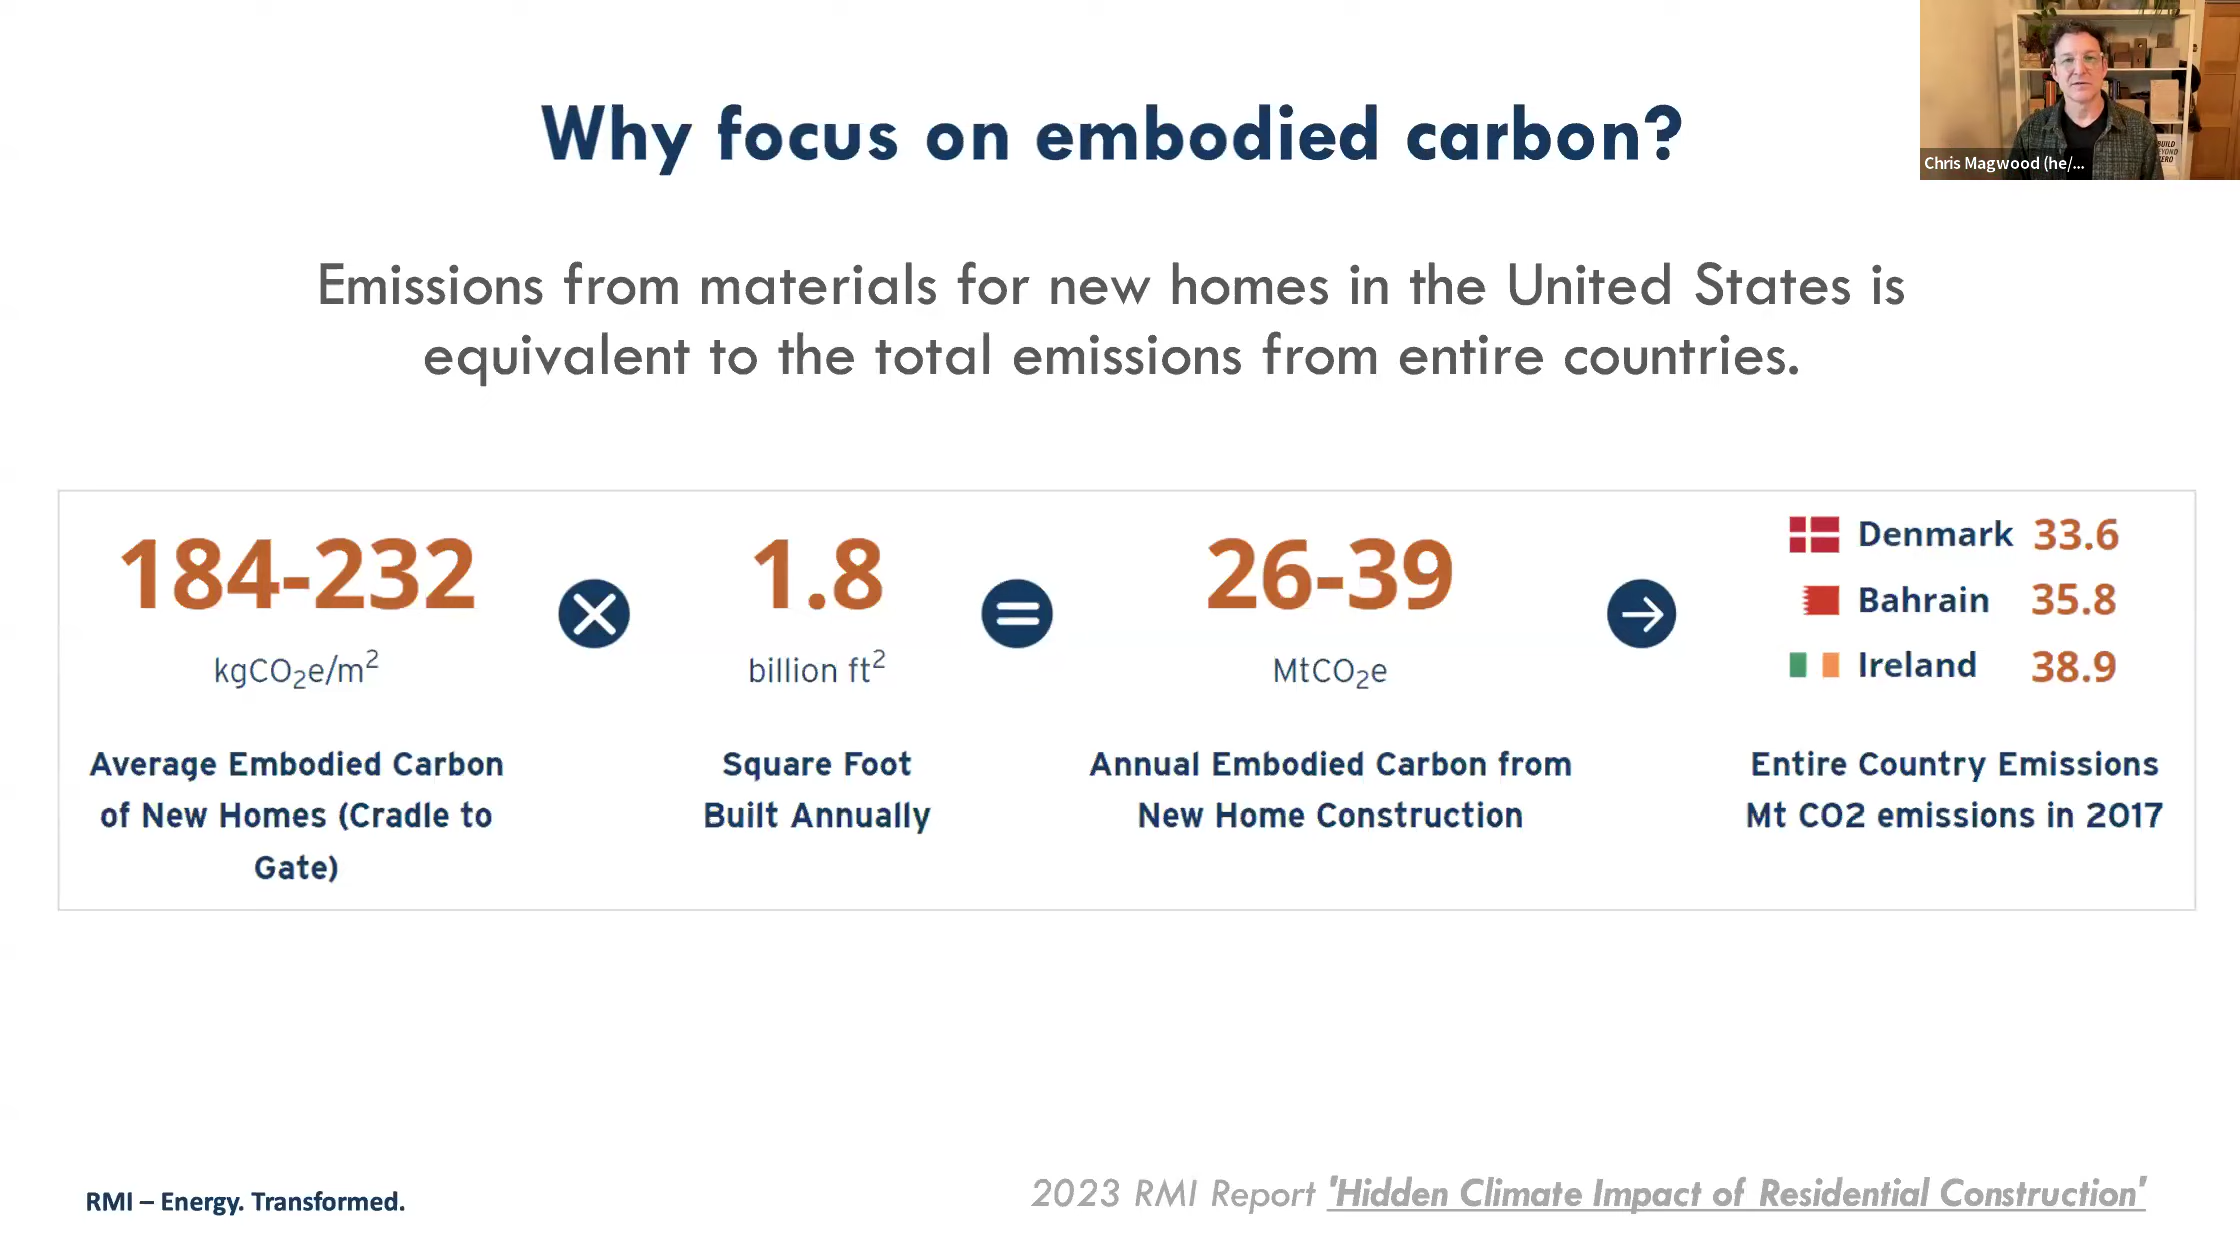 Why focus on embodied carbon?
Chris Magwood (he/...
Emissions from materials for new homes in the United States is
equivalent to the total emissions from entire countries.
184-232
kgCO₂e/m²
Average Embodied Carbon
of New Homes (Cradle to
Gate)
1.8
billion ft²
Square Foot
Built Annually
=
26-39
MtCO₂e
Annual Embodied Carbon from
New Home Construction
Denmark 33.6
Bahrain 35.8
Ireland 38.9
Entire Country Emissions
Mt CO2 emissions in 2017
RMI – Energy. Transformed.
2023 RMI Report 'Hidden Climate Impact of Residential Construction'